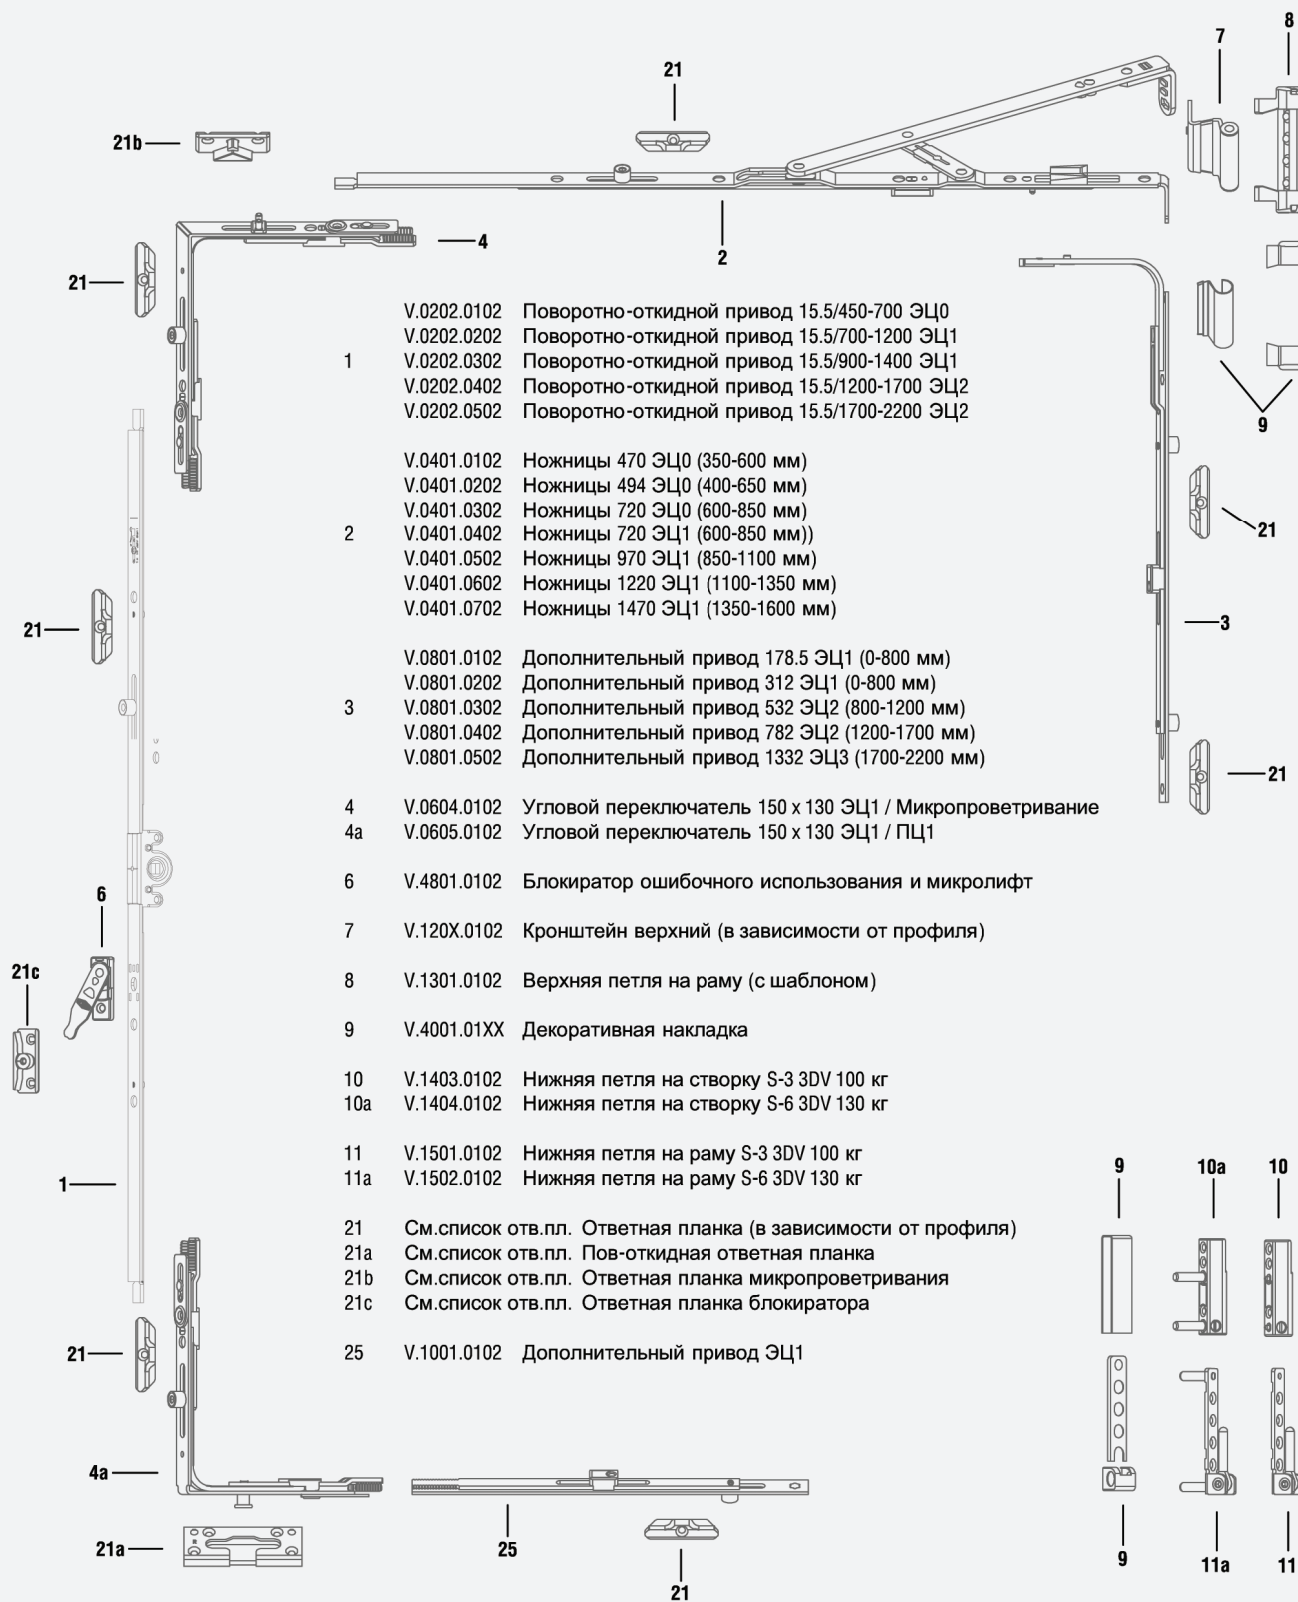 8
7
21
21b
4
2
21
V.0202.0102 Поворотно-откидной привод 15.5/450-700 ЭЦ0
V.0202.0202 Поворотно-откидной привод 15.5/700-1200 ЭЦ1
1 V.0202.0302 Поворотно-откидной привод 15.5/900-1400 ЭЦ1
V.0202.0402 Поворотно-откидной привод 15.5/1200-1700 ЭЦ2
V.0202.0502 Поворотно-откидной привод 15.5/1700-2200 ЭЦ2
9
V.0401.0102 Ножницы 470 ЭЦ0 (350-600 мм)
V.0401.0202 Ножницы 494 ЭЦ0 (400-650 мм)
V.0401.0302 Ножницы 720 ЭЦ0 (600-850 мм)
2 V.0401.0402 Ножницы 720 ЭЦ1 (600-850 мм))
V.0401.0502 Ножницы 970 ЭЦ1 (850-1100 мм)
V.0401.0602 Ножницы 1220 ЭЦ1 (1100-1350 мм)
V.0401.0702 Ножницы 1470 ЭЦ1 (1350-1600 мм)
21
21
3
V.0801.0102 Дополнительный привод 178.5 ЭЦ1 (0-800 мм)
V.0801.0202 Дополнительный привод 312 ЭЦ1 (0-800 мм)
3 V.0801.0302 Дополнительный привод 532 ЭЦ2 (800-1200 мм)
V.0801.0402 Дополнительный привод 782 ЭЦ2 (1200-1700 мм)
V.0801.0502 Дополнительный привод 1332 ЭЦ3 (1700-2200 мм)
21
4 V.0604.0102 Угловой переключатель 150 x 130 ЭЦ1 / Микропроветривание
4a V.0605.0102 Угловой переключатель 150 x 130 ЭЦ1 / ПЦ1
6 V.4801.0102 Блокиратор ошибочного использования и микролифт
6
7 V.120X.0102 Кронштейн верхний (в зависимости от профиля)
21c
8 V.1301.0102 Верхняя петля на раму (с шаблоном)
9 V.4001.01XX Декоративная накладка
10 V.1403.0102 Нижняя петля на створку S-3 3DV 100 кг
10a V.1404.0102 Нижняя петля на створку S-6 3DV 130 кг
11 V.1501.0102 Нижняя петля на раму S-3 3DV 100 кг
11a V.1502.0102 Нижняя петля на раму S-6 3DV 130 кг
1
9 10a 10
21 См.список отв.пл. Ответная планка (в зависимости от профиля)
21a См.список отв.пл. Пов-откидная ответная планка
21b См.список отв.пл. Ответная планка микропроветривания
21c См.список отв.пл. Ответная планка блокиратора
21
25 V.1001.0102 Дополнительный привод ЭЦ1
4a
21a
25
21
9 11a 11